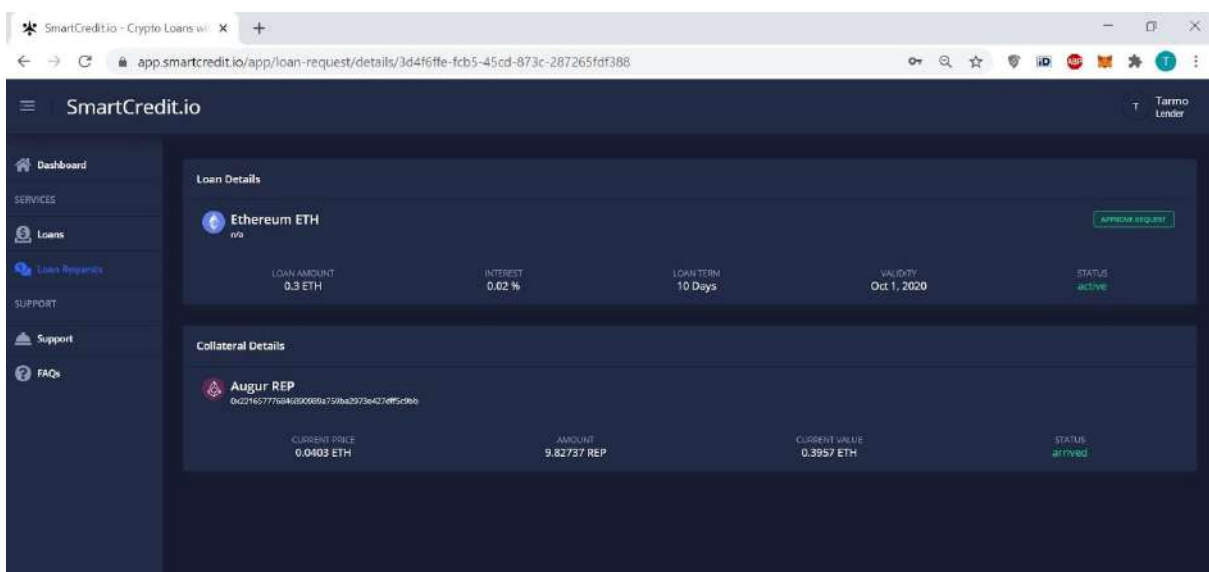 SmartCredit.io - Crypto Loans wi
app.smartcredit.io/app/loan-request/details/3d4f6ffe-fcb5-45cd-873c-287265fdf388
iD
ABP
T
SmartCredit.io
T
Tarmo
Lender
Dashboard
SERVICES
Loans
Loan Requests
SUPPORT
Support
FAQs
Loan Details
Ethereum ETH
n/a
APPROVE REQUEST
LOAN AMOUNT INTEREST LOAN TERM VALIDITY STATUS
0.3 ETH 0.02 % 10 Days Oct 1, 2020 active
Collateral Details
Augur REP
CURRENT PRICE AMOUNT CURRENT VALUE STATUS
0.0403 ETH 9.82737 REP 0.3957 ETH arrived